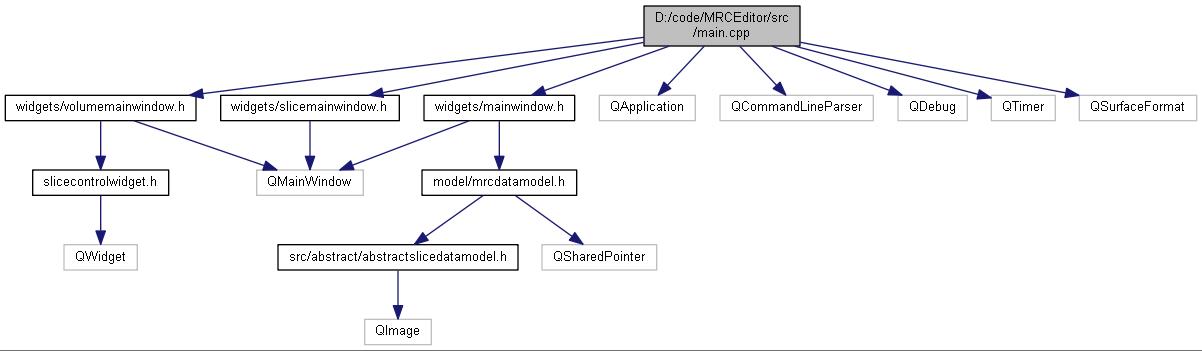 D:/code/MRCEditor/src
/main.cpp
widgets/volumemainwindow.h
widgets/slicemainwindow.h
widgets/mainwindow.h
QApplication
QCommandLineParser
QDebug
QTimer
QSurfaceFormat
slicecontrolwidget.h
QMainWindow
model/mrcdatamodel.h
QWidget
src/abstract/abstractslicedatamodel.h
QSharedPointer
QImage